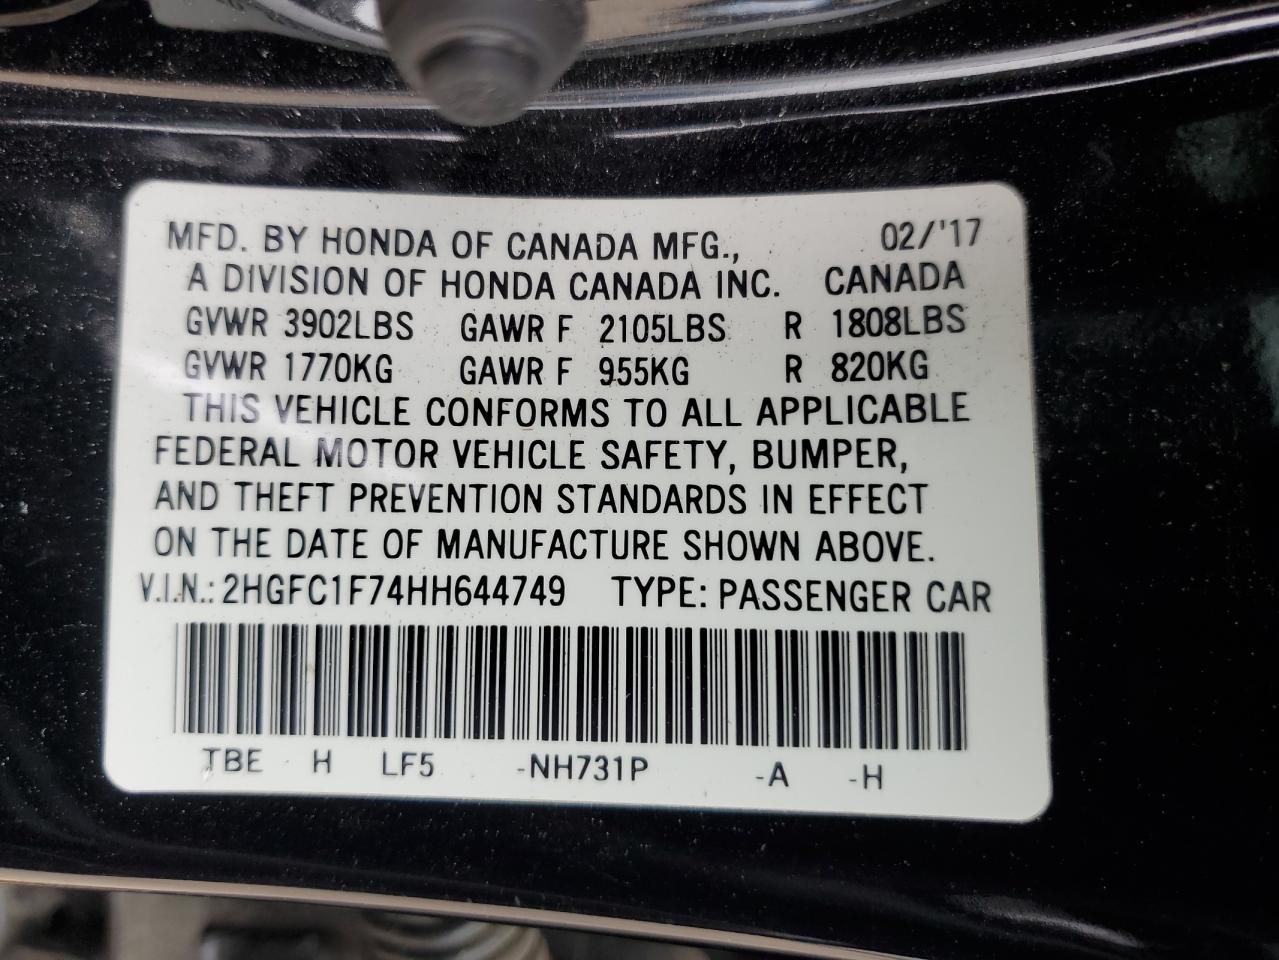 MFD. BY HONDA OF CANADA MFG., 02/'17
A DIVISION OF HONDA CANADA INC. CANADA
GVWR 3902LBS GAWR F 2105LBS R 1808LBS
GVWR 1770KG GAWR F 955KG R 820KG
THIS VEHICLE CONFORMS TO ALL APPLICABLE
FEDERAL MOTOR VEHICLE SAFETY, BUMPER,
AND THEFT PREVENTION STANDARDS IN EFFECT
ON THE DATE OF MANUFACTURE SHOWN ABOVE.
V.I.N.: 2HGFC1F74HH644749 TYPE: PASSENGER CAR
TBE H LF5 -NH731P -A -H